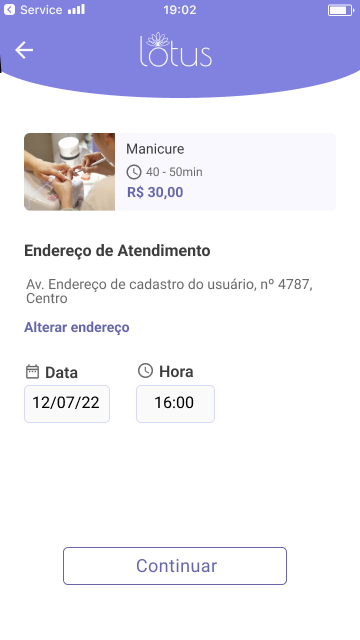 Service
19:02
lotus
Manicure
40 - 50min
R$ 30,00
Endereço de Atendimento
Av. Endereço de cadastro do usuário, nº 4787,
Centro
Alterar endereço
Data
Hora
12/07/22
16:00
Continuar